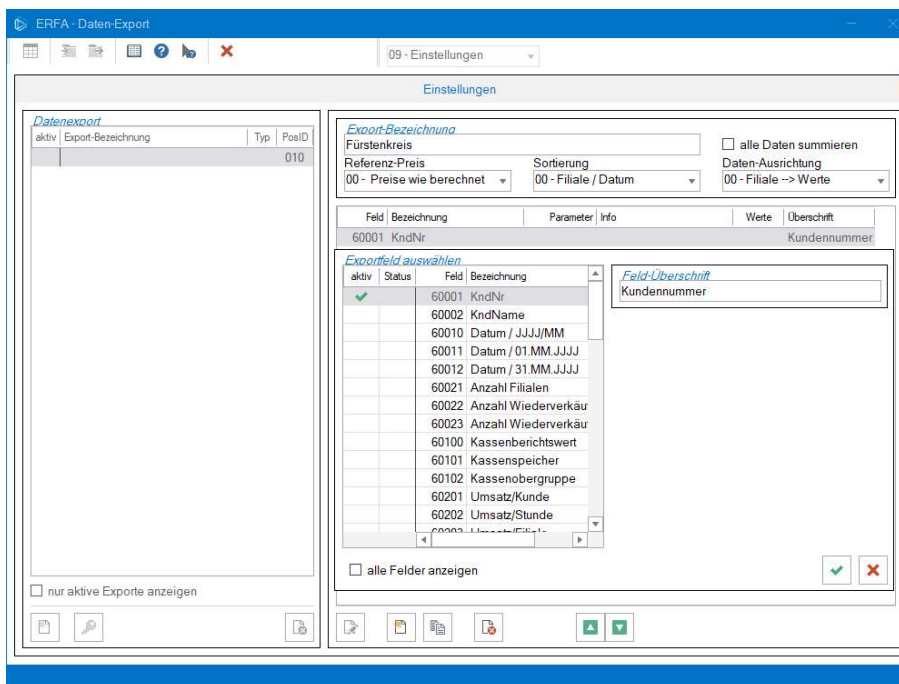 ERFA - Daten-Export
09 - Einstellungen
Einstellungen
Datenexport
aktiv Export-Bezeichnung Typ PosID
010
nur aktive Exporte anzeigen
Export-Bezeichnung
Fürstenkreis
alle Daten summieren
Referenz-Preis Sortierung Daten-Ausrichtung
00 - Preise wie berechnet 00 - Filiale / Datum 00 - Filiale --> Werte
Feld Bezeichnung Parameter Info Werte Überschrift
60001 KndNr Kundennummer
Exportfeld auswählen
aktiv Status Feld Bezeichnung
60001 KndNr
60002 KndName
60010 Datum / JJJJ/MM
60011 Datum / 01.MM.JJJJ
60012 Datum / 31.MM.JJJJ
60021 Anzahl Filialen
60022 Anzahl Wiederverkäu
60023 Anzahl Wiederverkäu
60100 Kassenberichtswert
60101 Kassenspeicher
60102 Kassenobergruppe
60201 Umsatz/Kunde
60202 Umsatz/Stunde
60203 Umsatz/Filiale
Feld-Überschrift
Kundennummer
alle Felder anzeigen